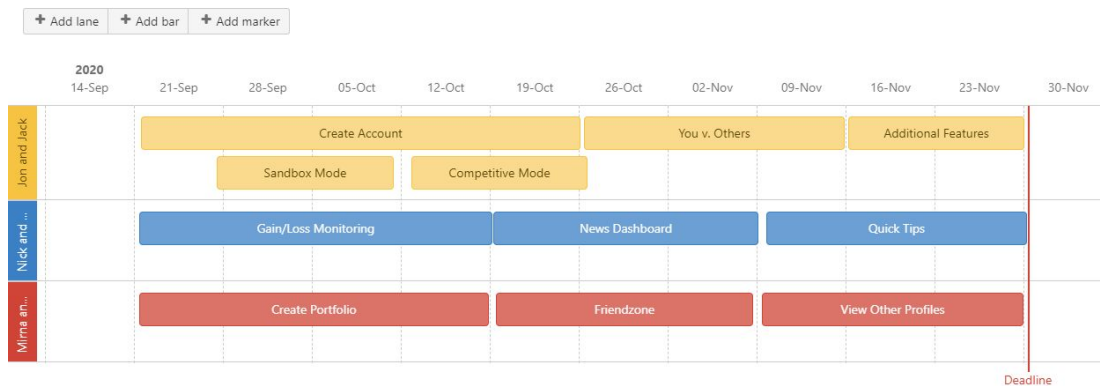 Add lane Add bar Add marker
2020
14-Sep 21-Sep 28-Sep 05-Oct 12-Oct 19-Oct 26-Oct 02-Nov 09-Nov 16-Nov 23-Nov 30-Nov
Jon and Jack
Create Account You v. Others Additional Features
Sandbox Mode Competitive Mode
Nick and ...
Gain/Loss Monitoring News Dashboard Quick Tips
Mirna an...
Create Portfolio Friendzone View Other Profiles
Deadline